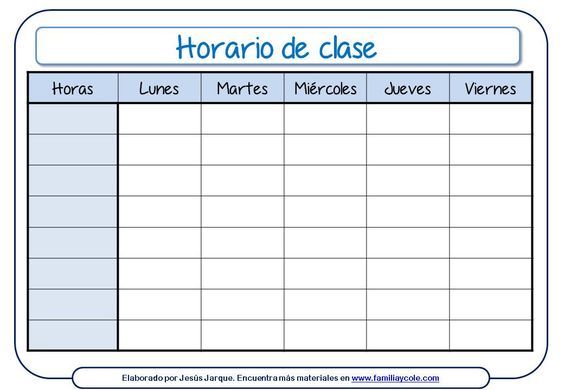 Horario de clase
Horas Lunes Martes Miércoles Jueves Viernes
Elaborado por Jesús Jarque. Encuentra más materiales en www.familiaycole.com